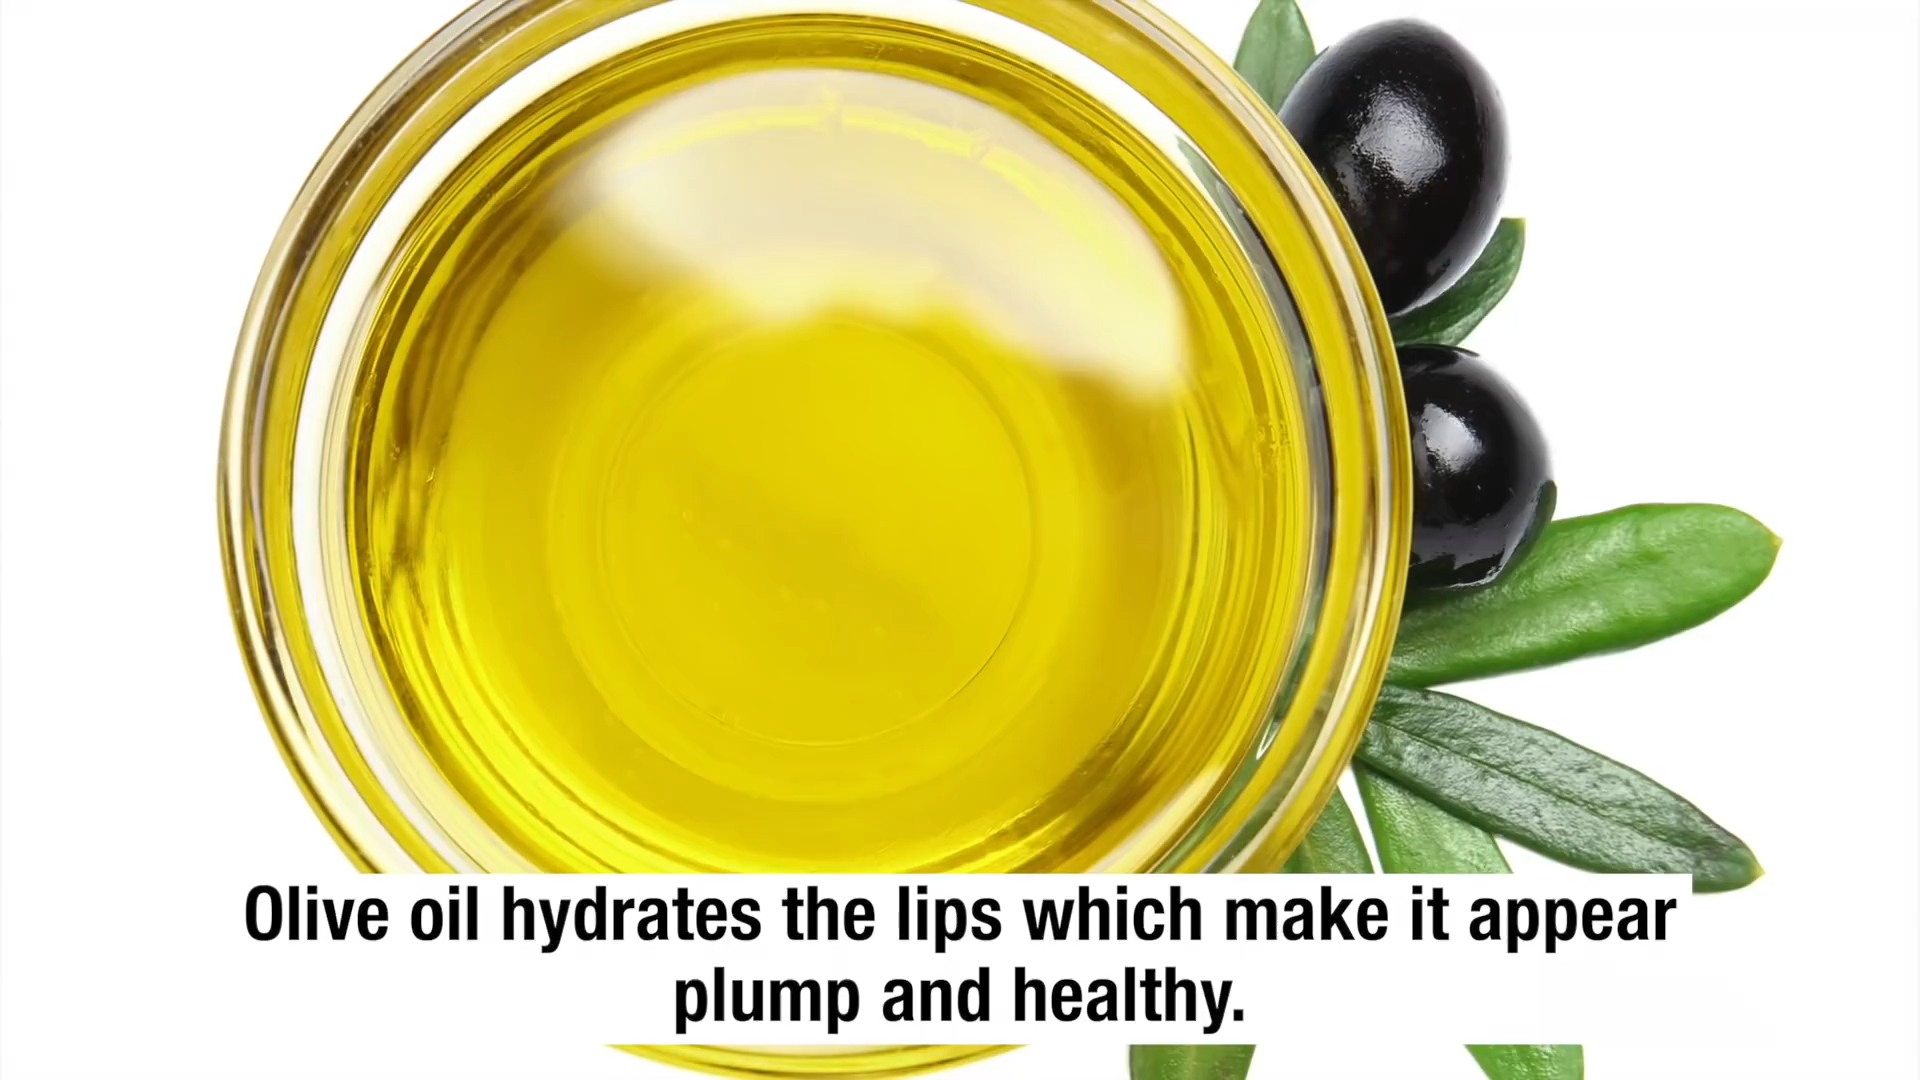 Olive oil hydrates the lips which make it appear
plump and healthy.